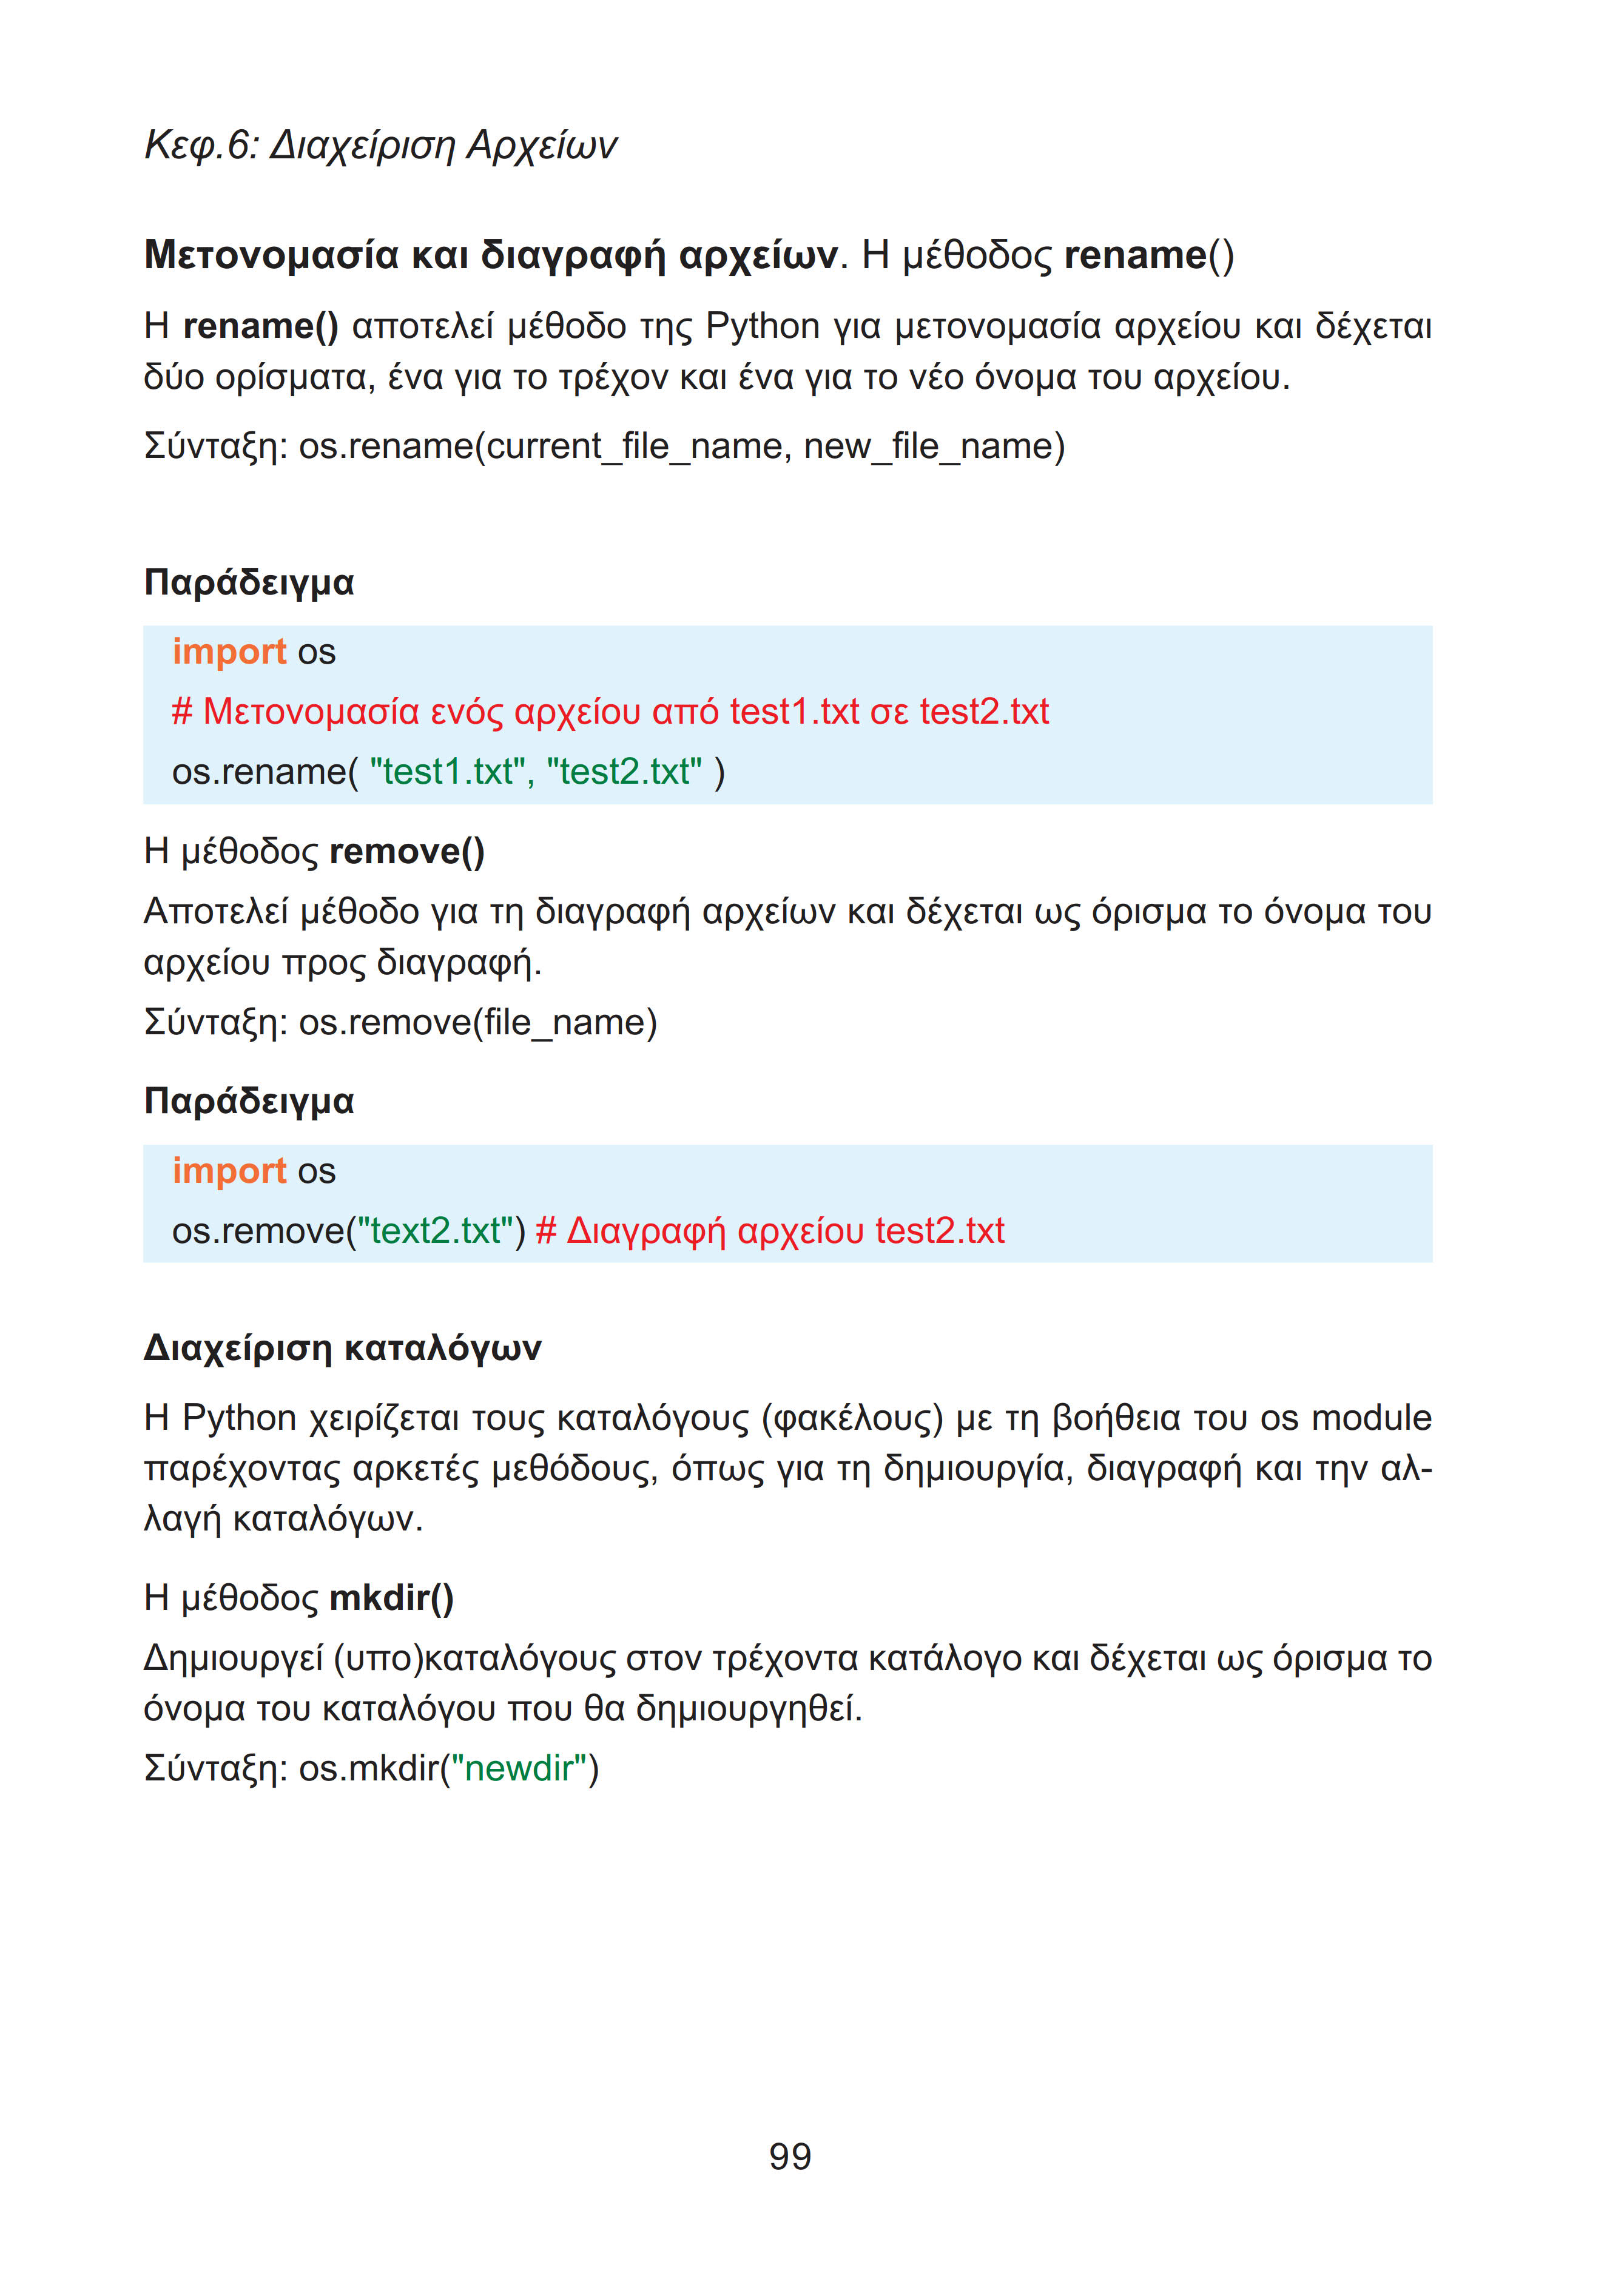 Κεφ.6: Διαχείριση Αρχείων
Μετονομασία και διαγραφή αρχείων. Η μέθοδος rename()
Η rename() αποτελεί μέθοδο της Python για μετονομασία αρχείου και δέχεται
δύο ορίσματα, ένα για το τρέχον και ένα για το νέο όνομα του αρχείου.
Σύνταξη: os.rename(current_file_name, new_file_name)
Παράδειγμα
import os
# Μετονομασία ενός αρχείου από test1.txt σε test2.txt
os.rename( "test1.txt", "test2.txt" )
Η μέθοδος remove()
Αποτελεί μέθοδο για τη διαγραφή αρχείων και δέχεται ως όρισμα το όνομα του
αρχείου προς διαγραφή.
Σύνταξη: os.remove(file_name)
Παράδειγμα
import os
os.remove("text2.txt") # Διαγραφή αρχείου test2.txt
Διαχείριση καταλόγων
Η Python χειρίζεται τους καταλόγους (φακέλους) με τη βοήθεια του os module
παρέχοντας αρκετές μεθόδους, όπως για τη δημιουργία, διαγραφή και την αλ-
λαγή καταλόγων.
Η μέθοδος mkdir()
Δημιουργεί (υπο)καταλόγους στον τρέχοντα κατάλογο και δέχεται ως όρισμα το
όνομα του καταλόγου που θα δημιουργηθεί.
Σύνταξη: os.mkdir("newdir")
99